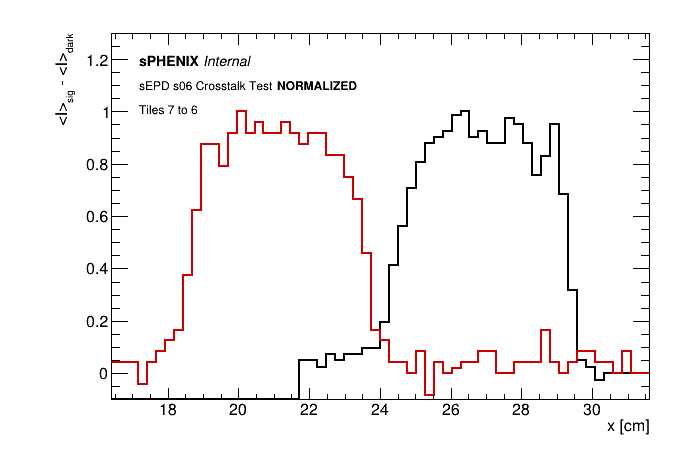 <I>sig - <I>dark
1.2
1
0.8
0.6
0.4
0.2
0
sPHENIX Internal
sEPD s06 Crosstalk Test NORMALIZED
Tiles 7 to 6
18 20 22 24 26 28 30
x [cm]